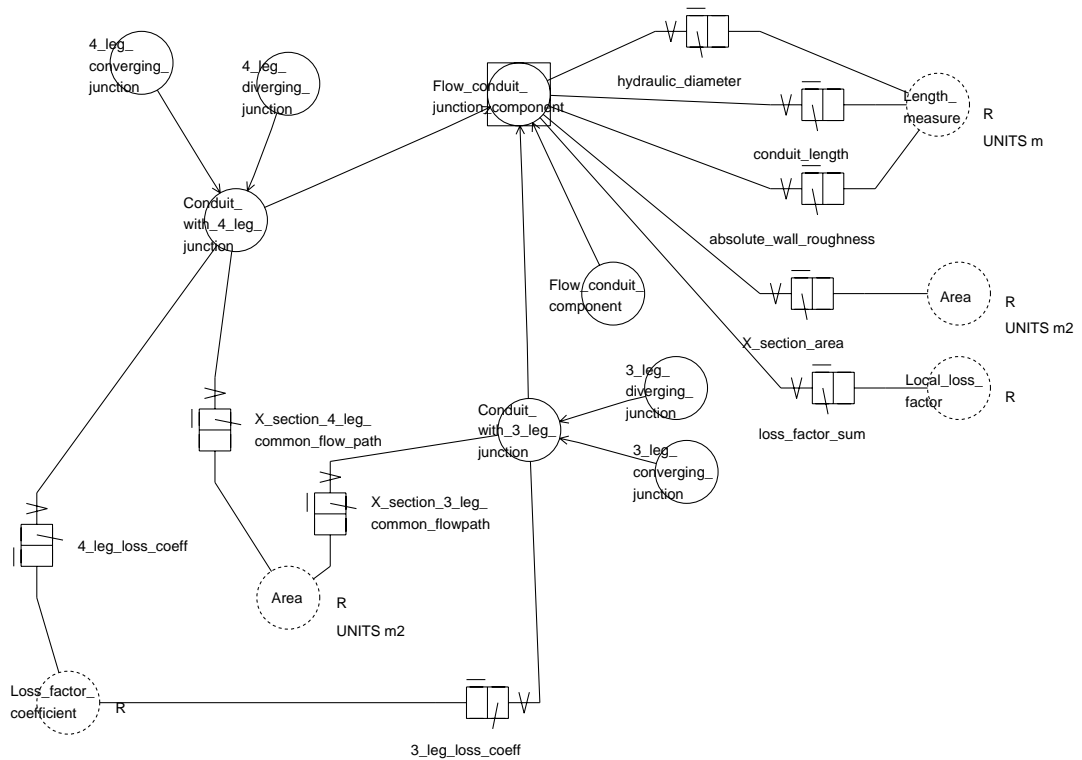 4_leg_
converging_
junction
4_leg_
diverging_
junction
Flow_conduit_
junction_component
hydraulic_diameter
Length_
measure
R
UNITS m
conduit_length
Conduit_
with_4_leg_
junction
absolute_wall_roughness
Flow_conduit_
component
Area
R
UNITS m2
X_section_area
3_leg_
diverging_
junction
Local_loss_
factor
R
loss_factor_sum
X_section_4_leg_
common_flow_path
Conduit_
with_3_leg_
junction
3_leg_
converging_
junction
X_section_3_leg_
common_flowpath
4_leg_loss_coeff
Area
R
UNITS m2
Loss_factor_
coefficient
R
3_leg_loss_coeff